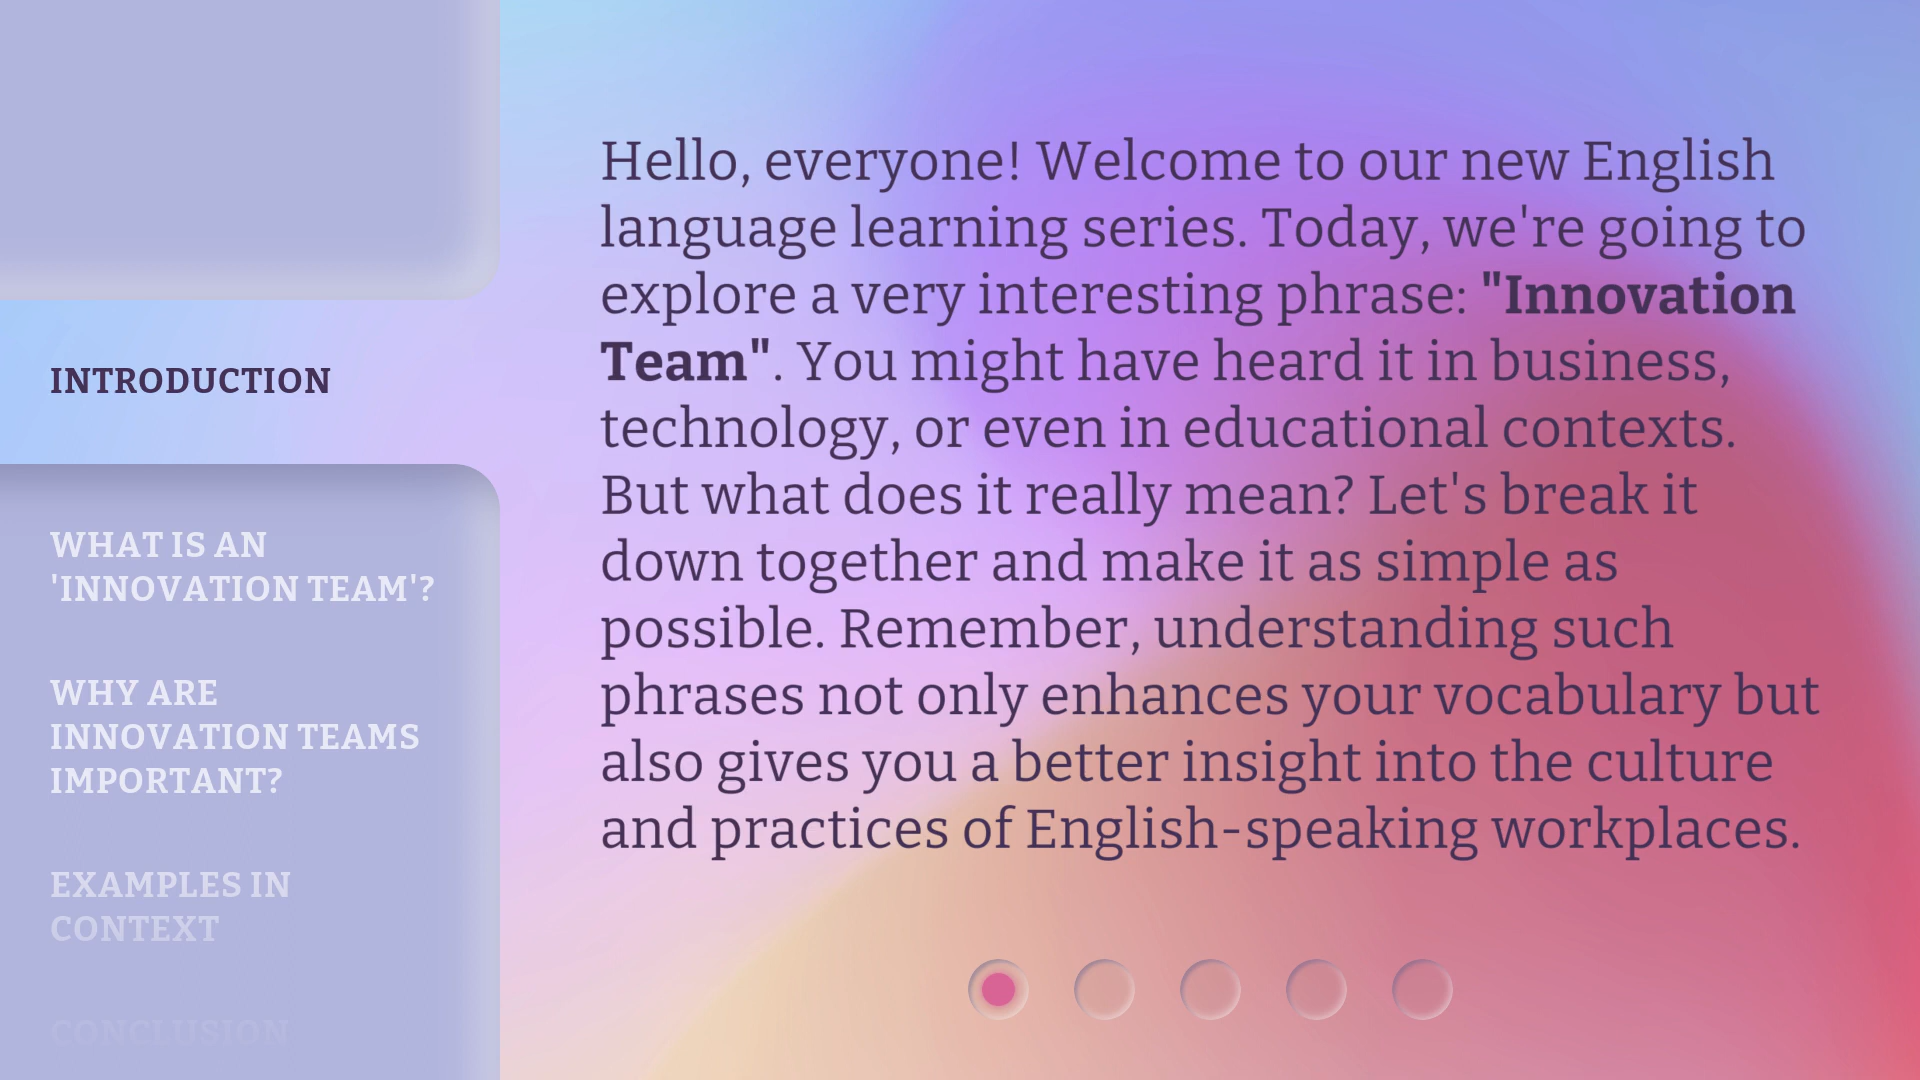 INTRODUCTION
WHAT IS AN
'INNOVATION TEAM'?
WHY ARE
INNOVATION TEAMS
IMPORTANT?
EXAMPLES IN
CONTEXT
CONCLUSION
Hello, everyone! Welcome to our new English
language learning series. Today, we're going to
explore a very interesting phrase: "Innovation
Team". You might have heard it in business,
technology, or even in educational contexts.
But what does it really mean? Let's break it
down together and make it as simple as
possible. Remember, understanding such
phrases not only enhances your vocabulary but
also gives you a better insight into the culture
and practices of English-speaking workplaces.